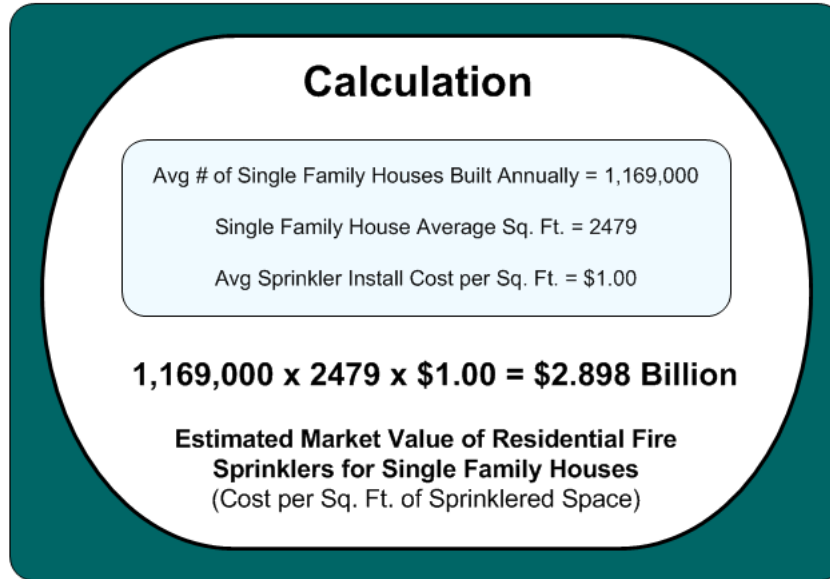 Calculation
Avg # of Single Family Houses Built Annually = 1,169,000
Single Family House Average Sq. Ft. = 2479
Avg Sprinkler Install Cost per Sq. Ft. = $1.00
1,169,000 x 2479 x $1.00 = $2.898 Billion
Estimated Market Value of Residential Fire
Sprinklers for Single Family Houses
(Cost per Sq. Ft. of Sprinklered Space)